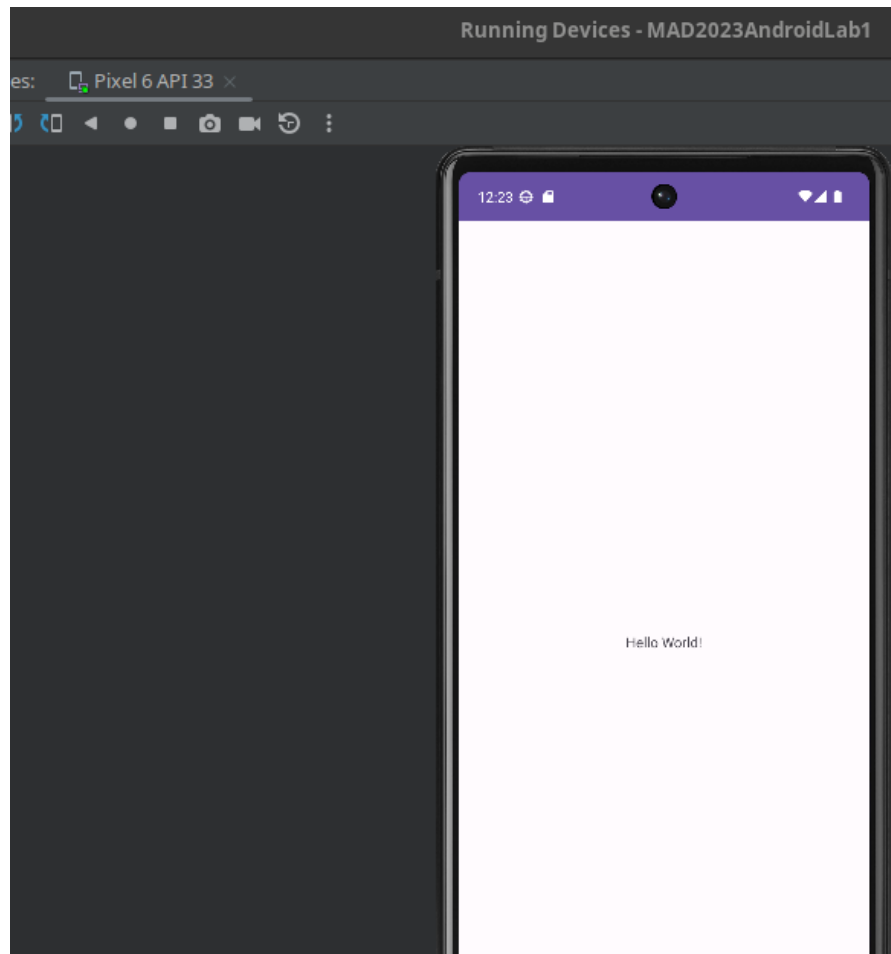 Running Devices - MAD2023AndroidLab1
es: Pixel 6 API 33
12:23
Hello World!